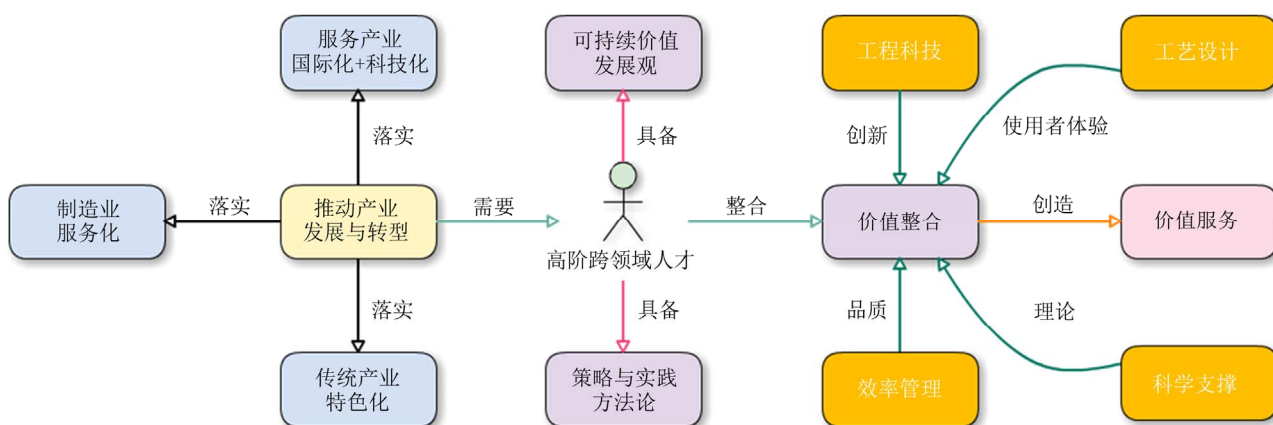 服务产业
国际化+科技化
可持续价值
发展观
工程科技
工艺设计
落实
具备
创新
使用者体验
制造业
服务化
落实
推动产业
发展与转型
需要
高阶跨领域人才
整合
价值整合
创造
价值服务
落实
具备
品质
理论
传统产业
特色化
策略与实践
方法论
效率管理
科学支撑